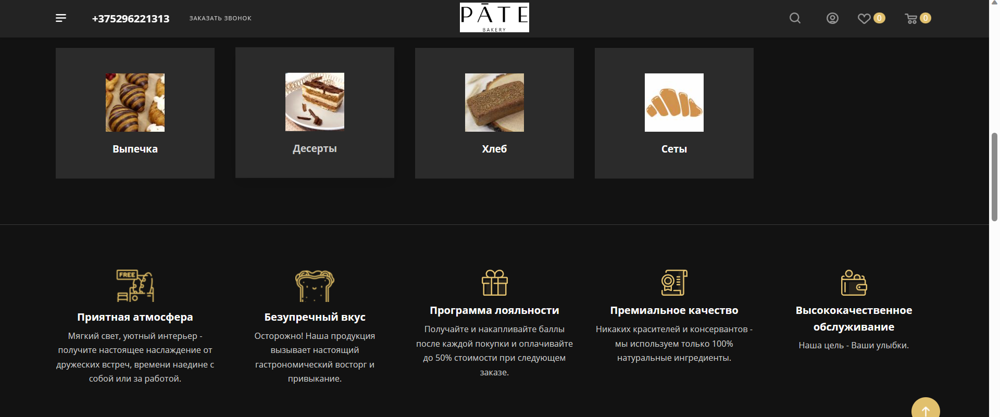 +375296221313
ЗАКАЗАТЬ ЗВОНОК
PĀTE
BAKERY
0
0
Выпечка
Десерты
Хлеб
Сеты
FREE
Приятная атмосфера
Мягкий свет, уютный интерьер -
получите настоящее наслаждение от
дружеских встреч, времени наедине с
собой или за работой.
Безупречный вкус
Осторожно! Наша продукция
вызывает настоящий
гастрономический восторг и
привыкание.
Программа лояльности
Получайте и накапливайте баллы
после каждой покупки и оплачивайте
до 50% стоимости при следующем
заказе.
Премиальное качество
Никаких красителей и консервантов -
мы используем только 100%
натуральные ингредиенты.
Высококачественное
обслуживание
Наша цель - Ваши улыбки.